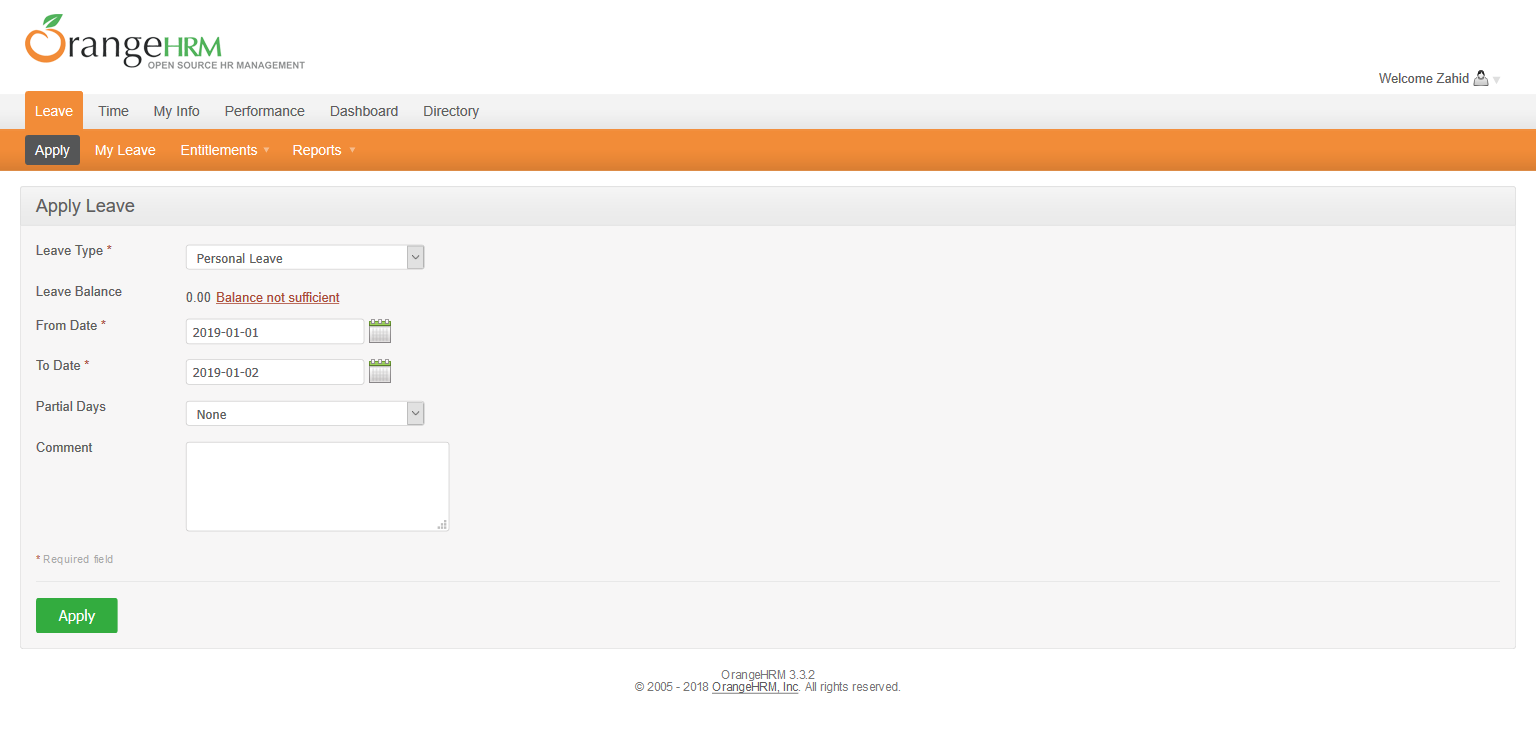 OrangeHRM
OPEN SOURCE HR MANAGEMENT
Welcome Zahid
Leave Time My Info Performance Dashboard Directory
Apply My Leave Entitlements Reports
Apply Leave
Leave Type * Personal Leave
Leave Balance 0.00 Balance not sufficient
From Date * 2019-01-01
To Date * 2019-01-02
Partial Days None
Comment
* Required field
Apply
OrangeHRM 3.3.2
© 2005 - 2018 OrangeHRM, Inc. All rights reserved.